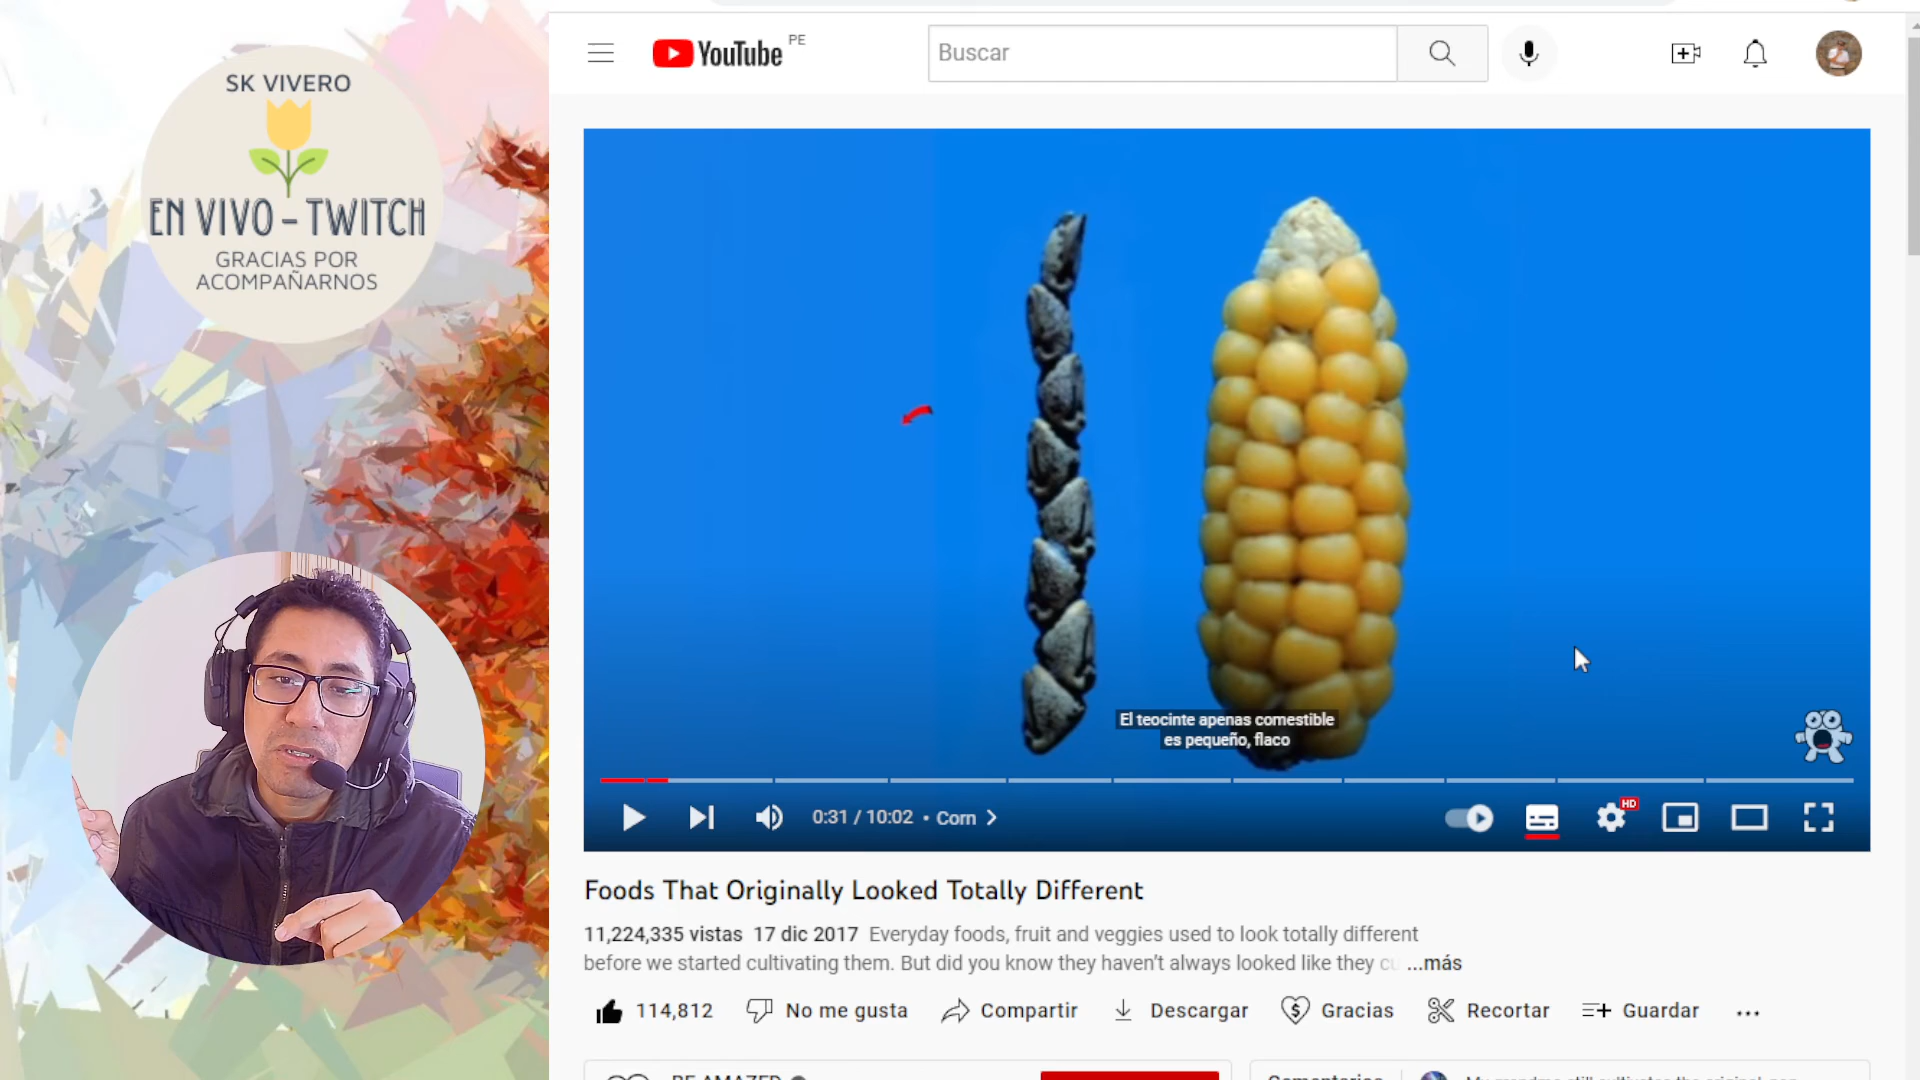 SK VIVERO
EN VIVO - TWITCH
GRACIAS POR
ACOMPAÑARNOS
YouTube PE
Buscar
El teocinte apenas comestible
es pequeño, flaco
0:31 / 10:02 • Corn
HD
Foods That Originally Looked Totally Different
11,224,335 vistas 17 dic 2017 Everyday foods, fruit and veggies used to look totally different
before we started cultivating them. But did you know they haven't always looked like they ...más
114,812 No me gusta Compartir Descargar Gracias Recortar Guardar
BE AMAZED
Comentarios